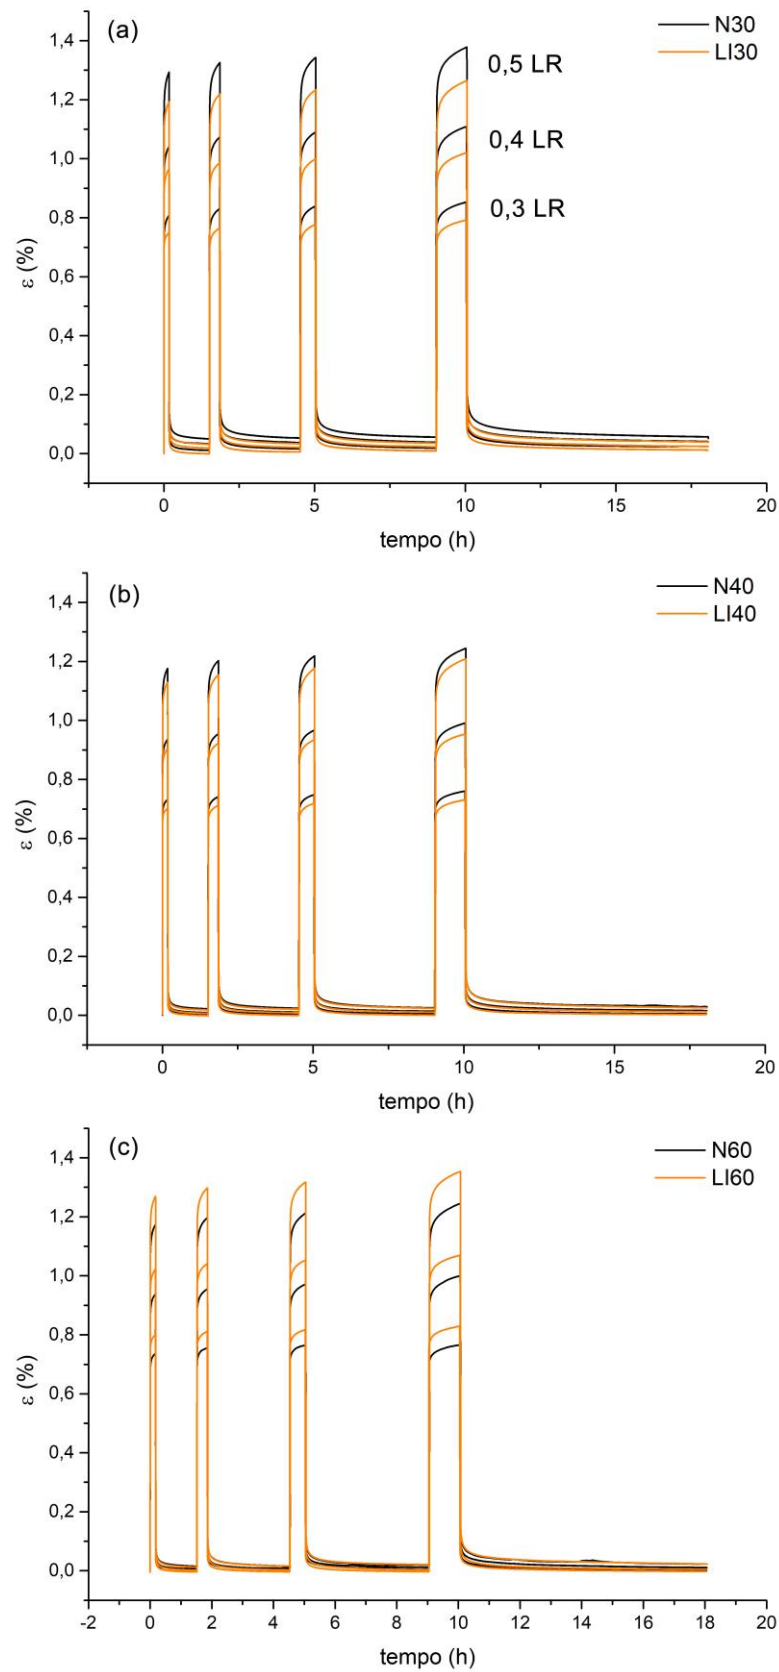 (a)
N30
LI30
0,5 LR
0,4 LR
0,3 LR
1,4
1,2
1,0
0,8
0,6
0,4
0,2
0,0
ε (%)
0 5 10 15 20
tempo (h)
(b)
N40
LI40
1,4
1,2
1,0
0,8
0,6
0,4
0,2
0,0
ε (%)
0 5 10 15 20
tempo (h)
(c)
N60
LI60
1,4
1,2
1,0
0,8
0,6
0,4
0,2
0,0
ε (%)
-2 0 2 4 6 8 10 12 14 16 18 20
tempo (h)